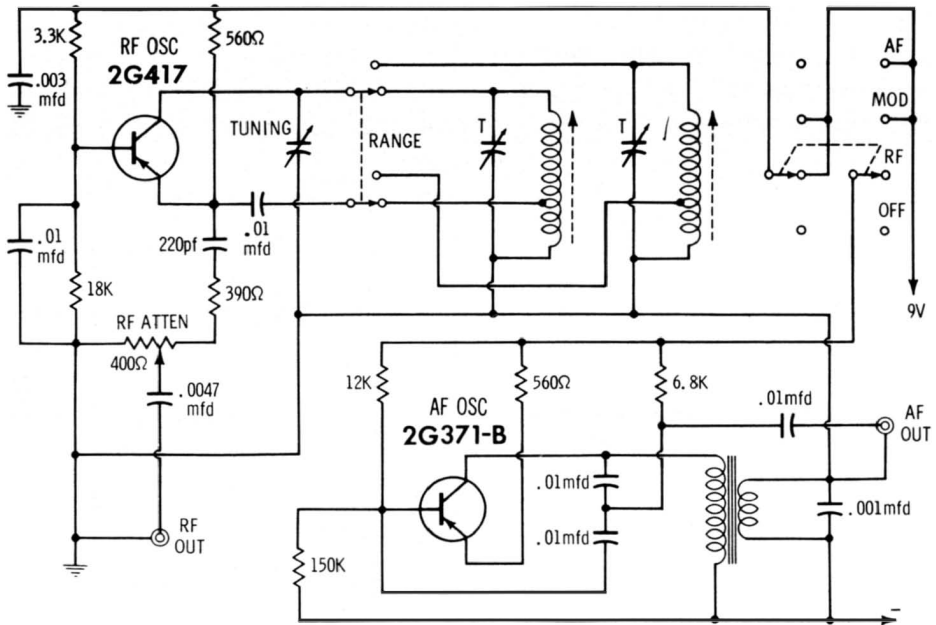 3.3K
RF OSC
2G417
560Ω
.003
mfd
TUNING
RANGE
T
T
AF
MOD
RF
OFF
9V
.01
mfd
.01
mfd
220pf
18K
390Ω
RF ATTEN
400Ω
.0047
mfd
RF
OUT
12K
560Ω
6.8K
AF OSC
2G371-B
.01mfd
AF
OUT
.01mfd
.01mfd
.001mfd
150K
–